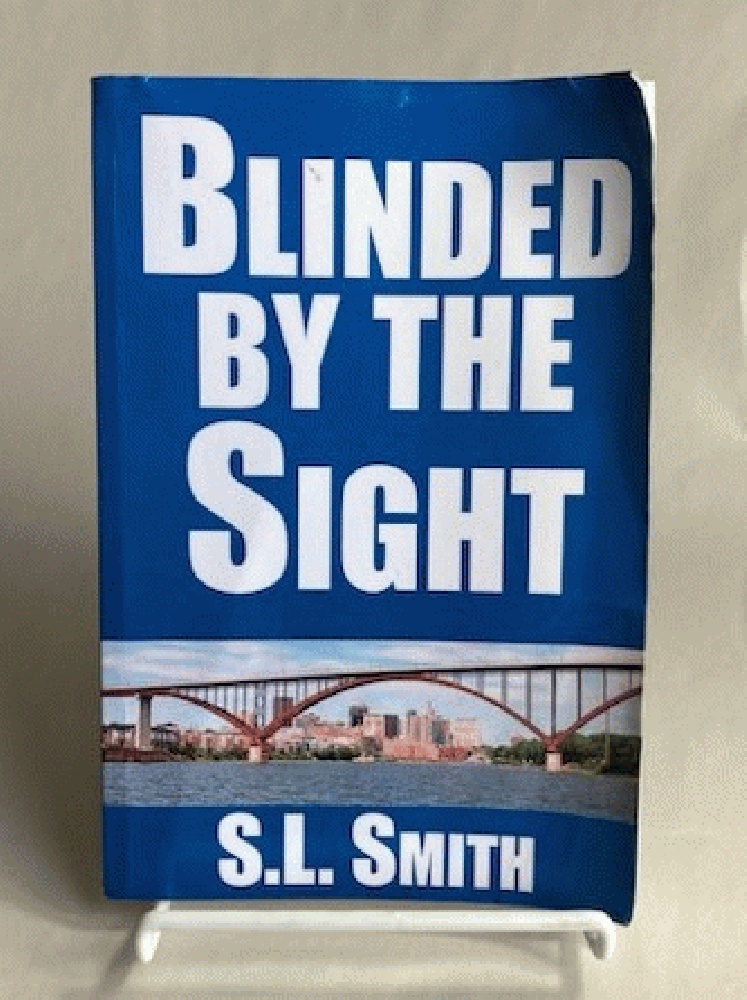 BLINDED
BY THE
SIGHT
S.L. SMITH